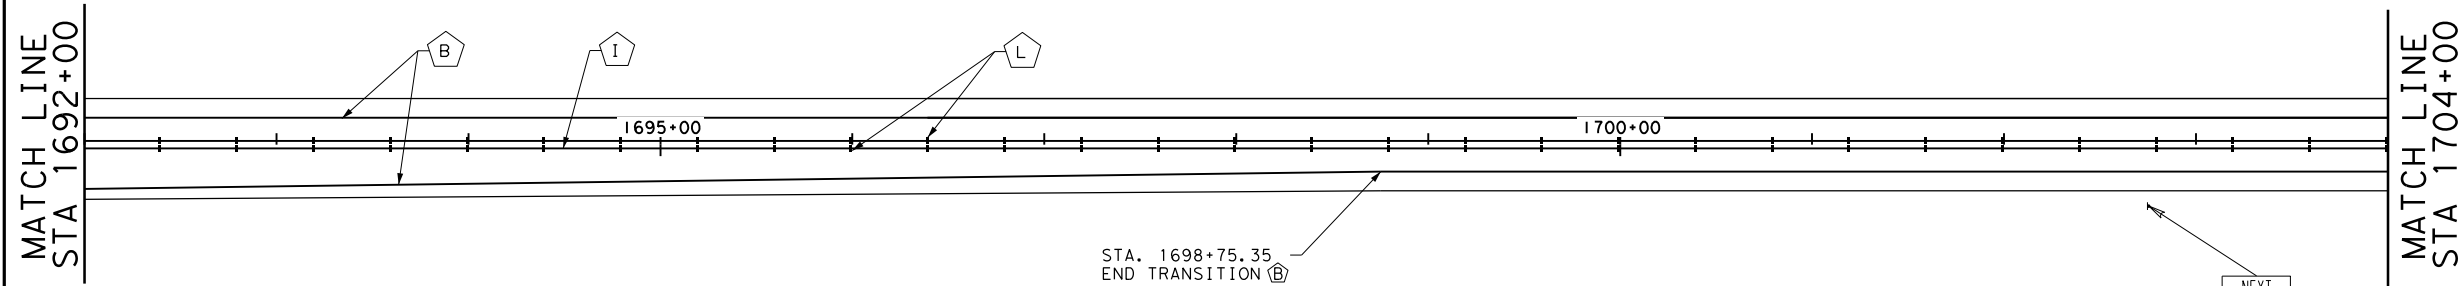 MATCH LINE
STA 1692+00
B
I
L
1695+00
1700+00
STA. 1698+75.35
END TRANSITION B
NEXT
MATCH LINE
STA 1704+00